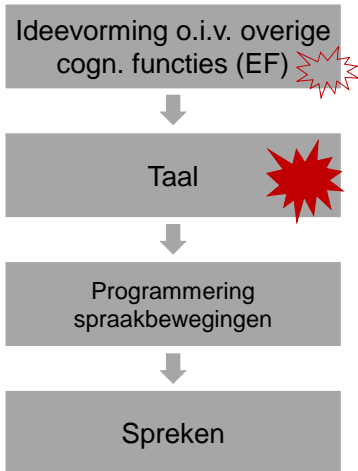 Ideevorming o.i.v. overige
cogn. functies (EF)
Taal
Programmering
spraakbewegingen
Spreken